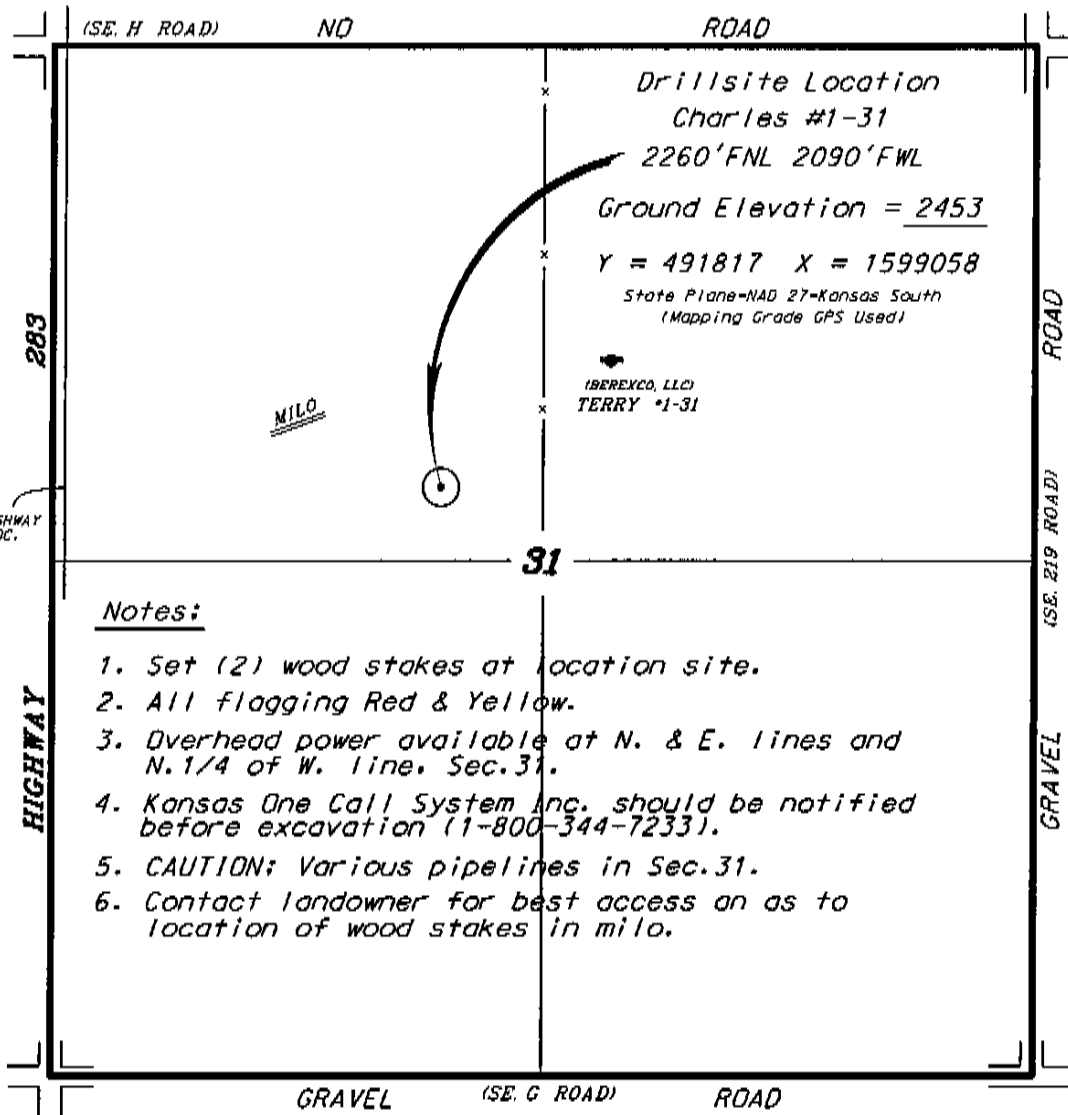 (SE. H ROAD) NO ROAD
Drillsite Location
Charles #1-31
2260'FNL 2090'FWL
Ground Elevation = 2453
Y = 491817 X = 1599058
State Plane-NAD 27-Kansas South
(Mapping Grade GPS Used)
283
ROAD
(BEREXCO, LLC)
TERRY #1-31
MILO
(SE. 219 ROAD)
31
Notes:
1. Set (2) wood stakes at location site.
2. All flagging Red & Yellow.
3. Overhead power available at N. & E. lines and
N.1/4 of W. line. Sec.31.
4. Kansas One Call System Inc. should be notified
before excavation (1-800-344-7233).
5. CAUTION: Various pipelines in Sec.31.
6. Contact landowner for best access an as to
location of wood stakes in milo.
HIGHWAY
GRAVEL
GRAVEL (SE. G ROAD) ROAD